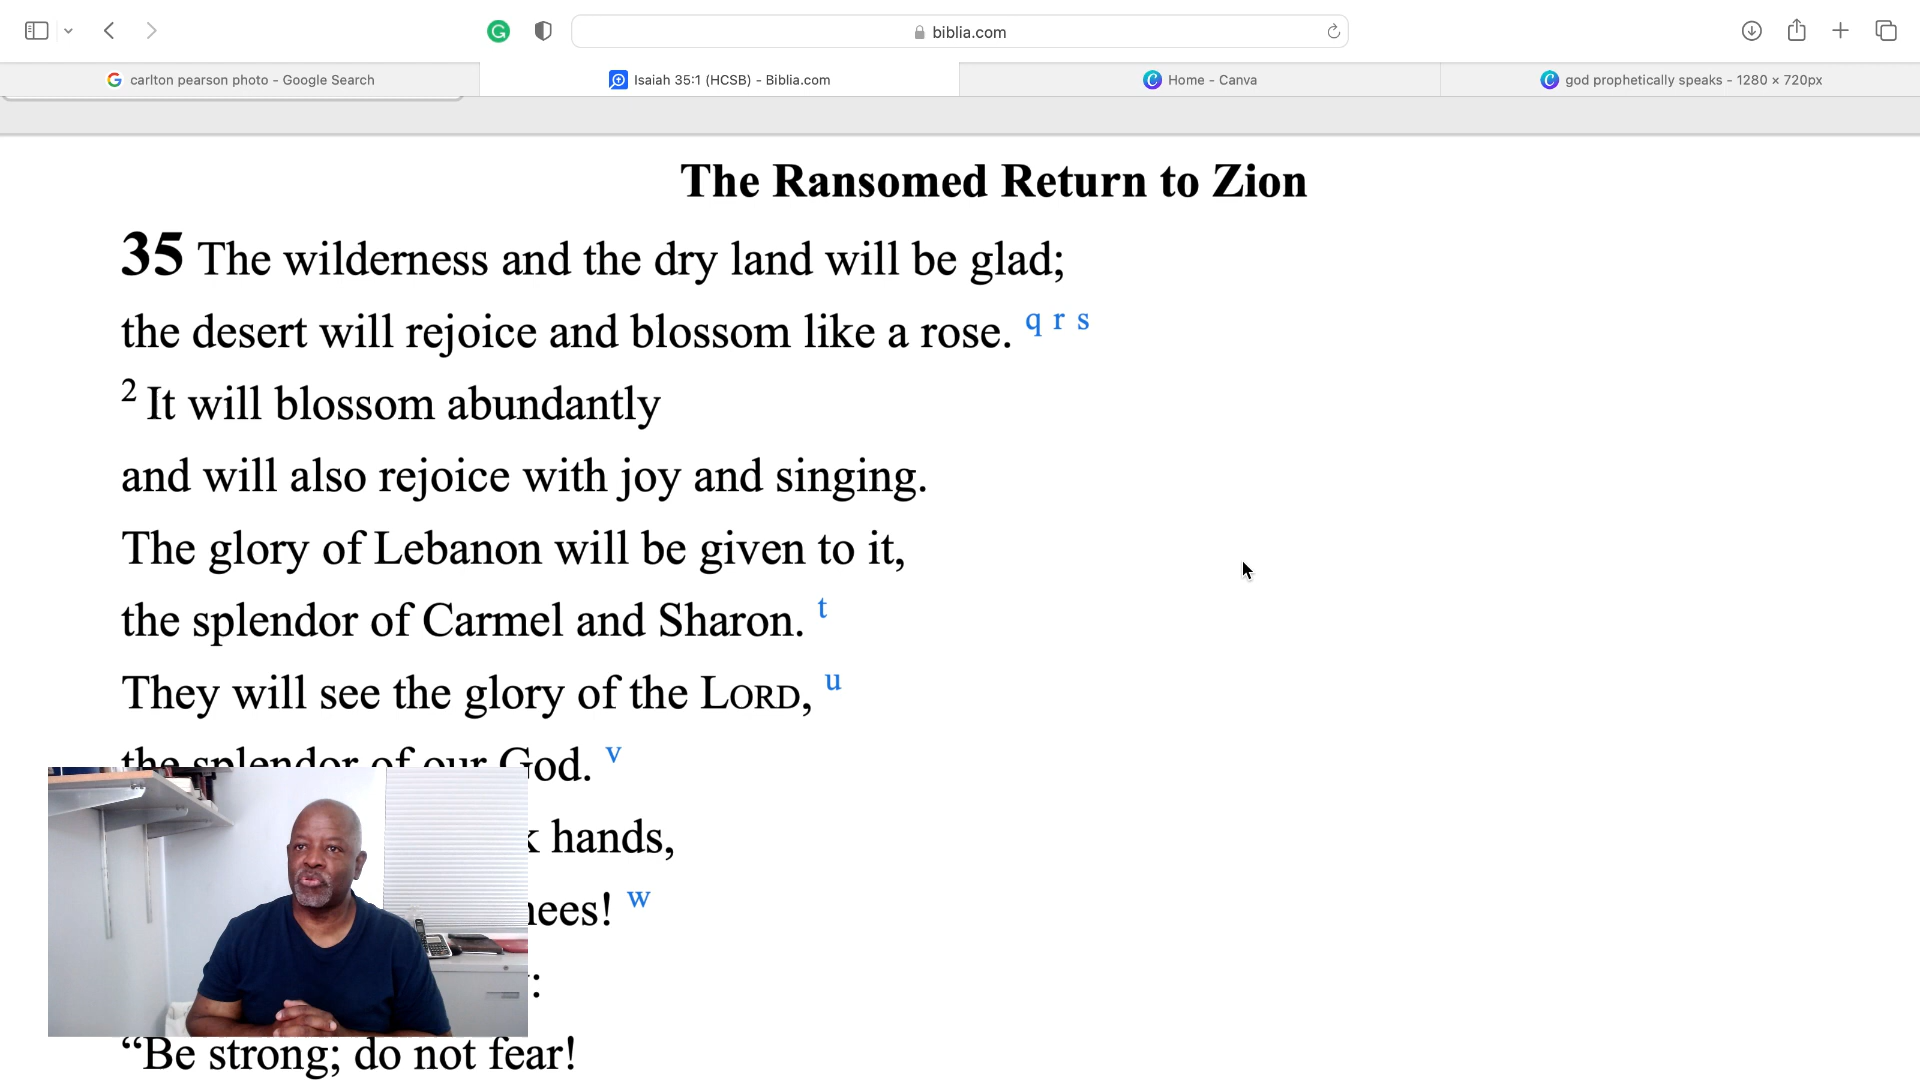 biblia.com
carlton pearson photo - Google Search
Isaiah 35:1 (HCSB) - Biblia.com
Home - Canva
god prophetically speaks - 1280 × 720px
The Ransomed Return to Zion
35 The wilderness and the dry land will be glad;
the desert will rejoice and blossom like a rose. q r s
2 It will blossom abundantly
and will also rejoice with joy and singing.
The glory of Lebanon will be given to it,
the splendor of Carmel and Sharon. t
They will see the glory of the LORD, u
the splendor of our God. v
hands,
w
“Be strong; do not fear!